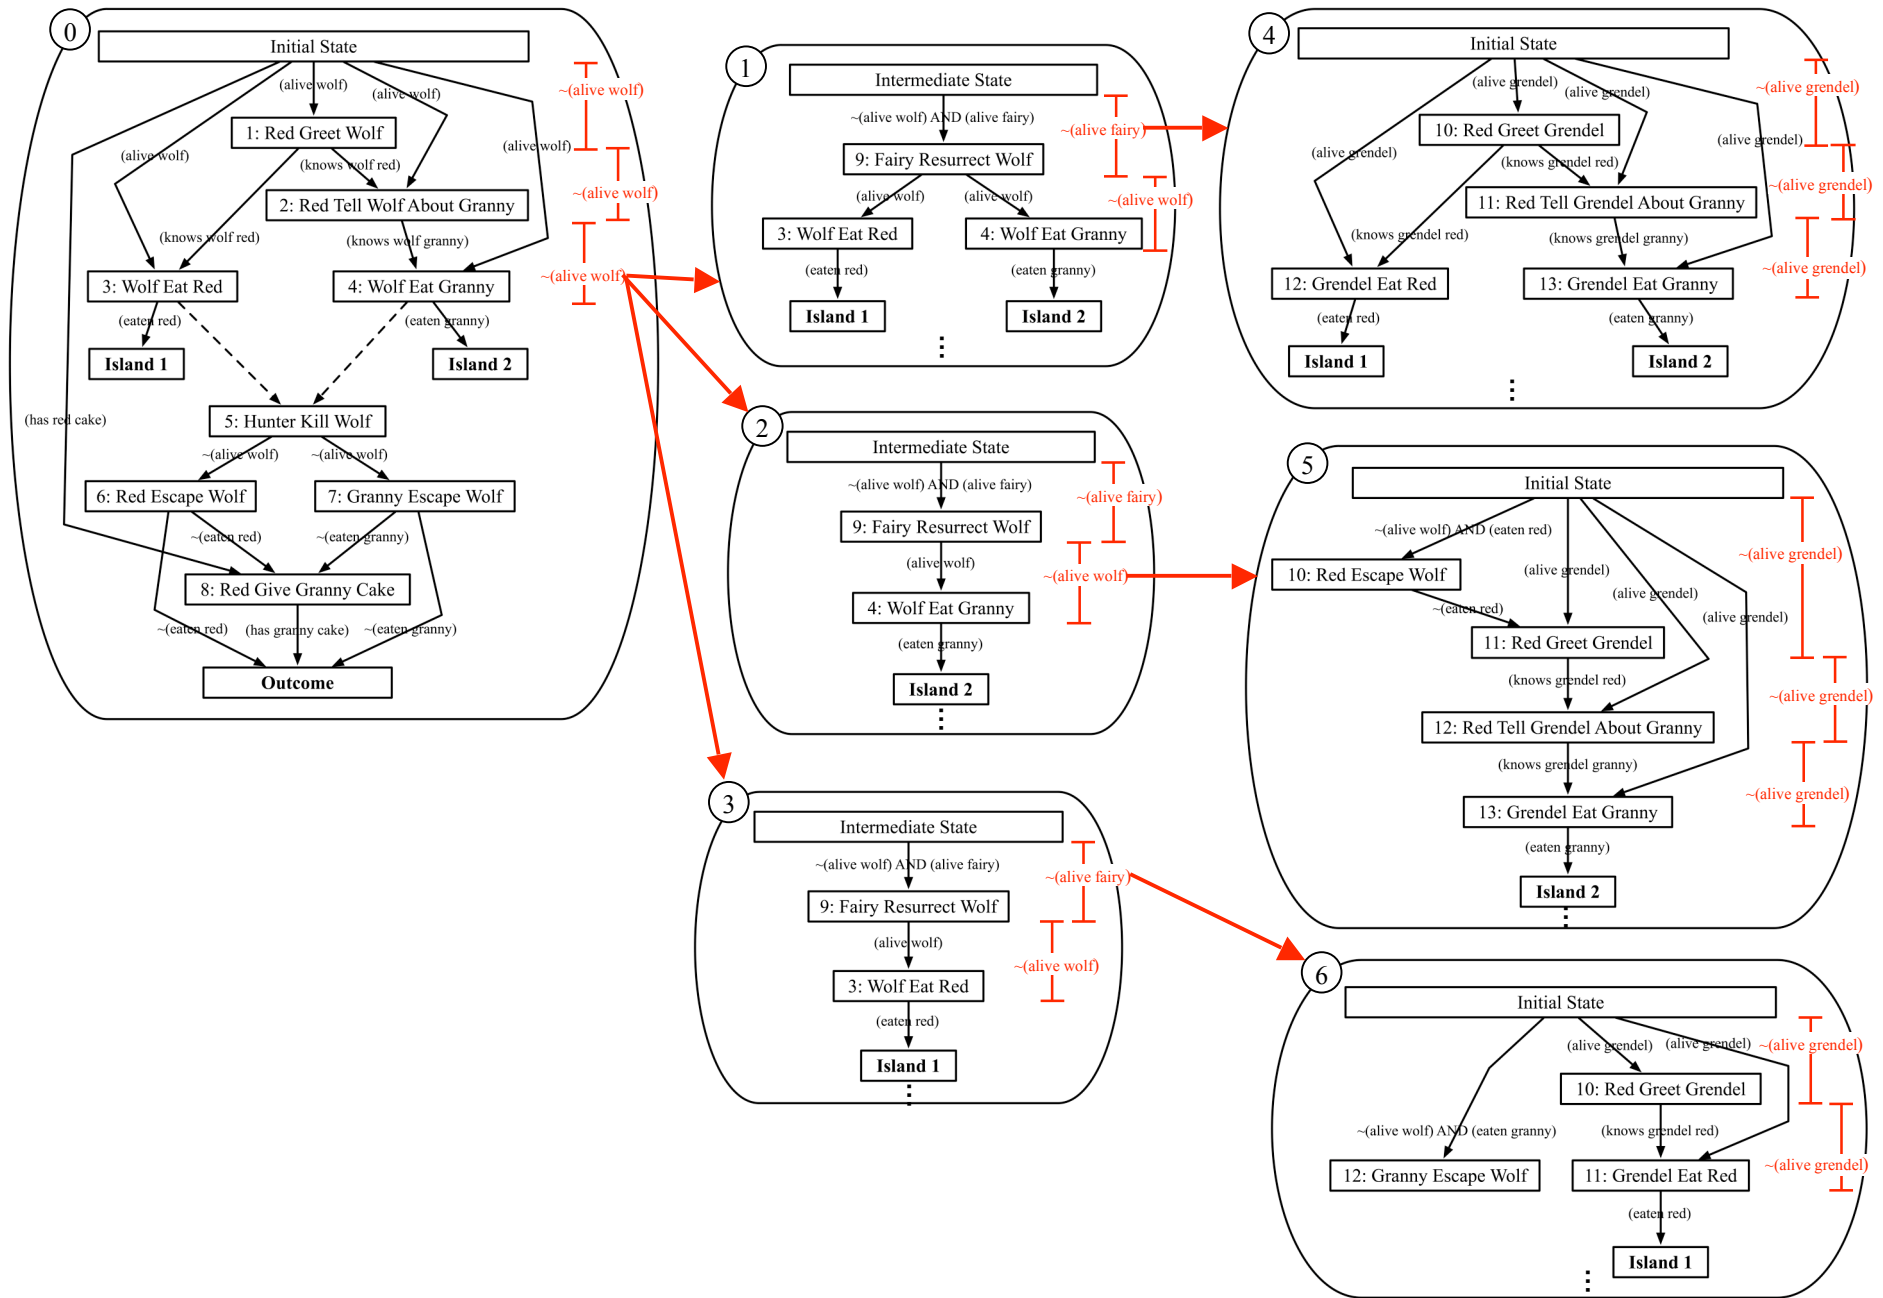 0
Initial State
(alive wolf)
(alive wolf)
~(alive wolf)
1: Red Greet Wolf
(alive wolf)
(alive wolf)
(knows wolf red)
~(alive wolf)
2: Red Tell Wolf About Granny
(knows wolf red)
(knows wolf granny)
~(alive wolf)
3: Wolf Eat Red
4: Wolf Eat Granny
(eaten red)
(eaten granny)
Island 1
Island 2
(has red cake)
5: Hunter Kill Wolf
~(alive wolf)
~(alive wolf)
6: Red Escape Wolf
7: Granny Escape Wolf
~(eaten red)
~(eaten granny)
8: Red Give Granny Cake
~(eaten red)
(has granny cake)
~(eaten granny)
Outcome
1
Intermediate State
~(alive wolf) AND (alive fairy)
~(alive fairy)
9: Fairy Resurrect Wolf
(alive wolf)
(alive wolf)
~(alive wolf)
3: Wolf Eat Red
4: Wolf Eat Granny
(eaten red)
(eaten granny)
Island 1
Island 2
2
Intermediate State
~(alive wolf) AND (alive fairy)
~(alive fairy)
9: Fairy Resurrect Wolf
(alive wolf)
~(alive wolf)
4: Wolf Eat Granny
(eaten granny)
Island 2
3
Intermediate State
~(alive wolf) AND (alive fairy)
~(alive fairy)
9: Fairy Resurrect Wolf
(alive wolf)
~(alive wolf)
3: Wolf Eat Red
(eaten red)
Island 1
4
Initial State
(alive grendel)
(alive grendel)
~(alive grendel)
10: Red Greet Grendel
(alive grendel)
(alive grendel)
(knows grendel red)
~(alive grendel)
11: Red Tell Grendel About Granny
(knows grendel red)
(knows grendel granny)
~(alive grendel)
12: Grendel Eat Red
13: Grendel Eat Granny
(eaten red)
(eaten granny)
Island 1
Island 2
5
Initial State
~(alive wolf) AND (eaten red)
~(alive grendel)
10: Red Escape Wolf
(alive grendel)
(alive grendel)
(alive grendel)
~(eaten red)
11: Red Greet Grendel
(knows grendel red)
~(alive grendel)
12: Red Tell Grendel About Granny
(knows grendel granny)
~(alive grendel)
13: Grendel Eat Granny
(eaten granny)
Island 2
6
Initial State
(alive grendel)
(alive grendel)
~(alive grendel)
10: Red Greet Grendel
~(alive wolf) AND (eaten granny)
(knows grendel red)
~(alive grendel)
12: Granny Escape Wolf
11: Grendel Eat Red
(eaten red)
Island 1